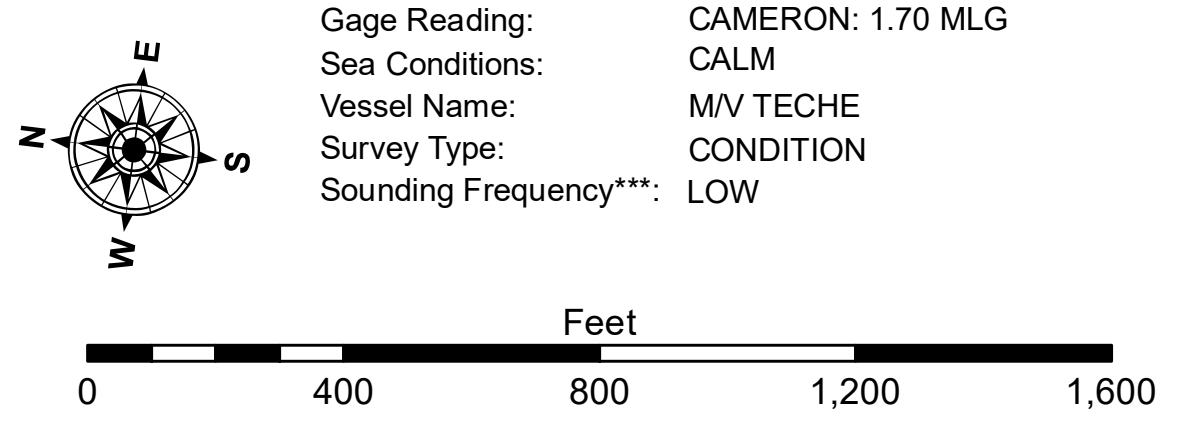 Gage Reading: CAMERON: 1.70 MLG
Sea Conditions: CALM
Vessel Name: M/V TECHE
Survey Type: CONDITION
Sounding Frequency***: LOW
E
N
S
W
Feet
0 400 800 1,200 1,600